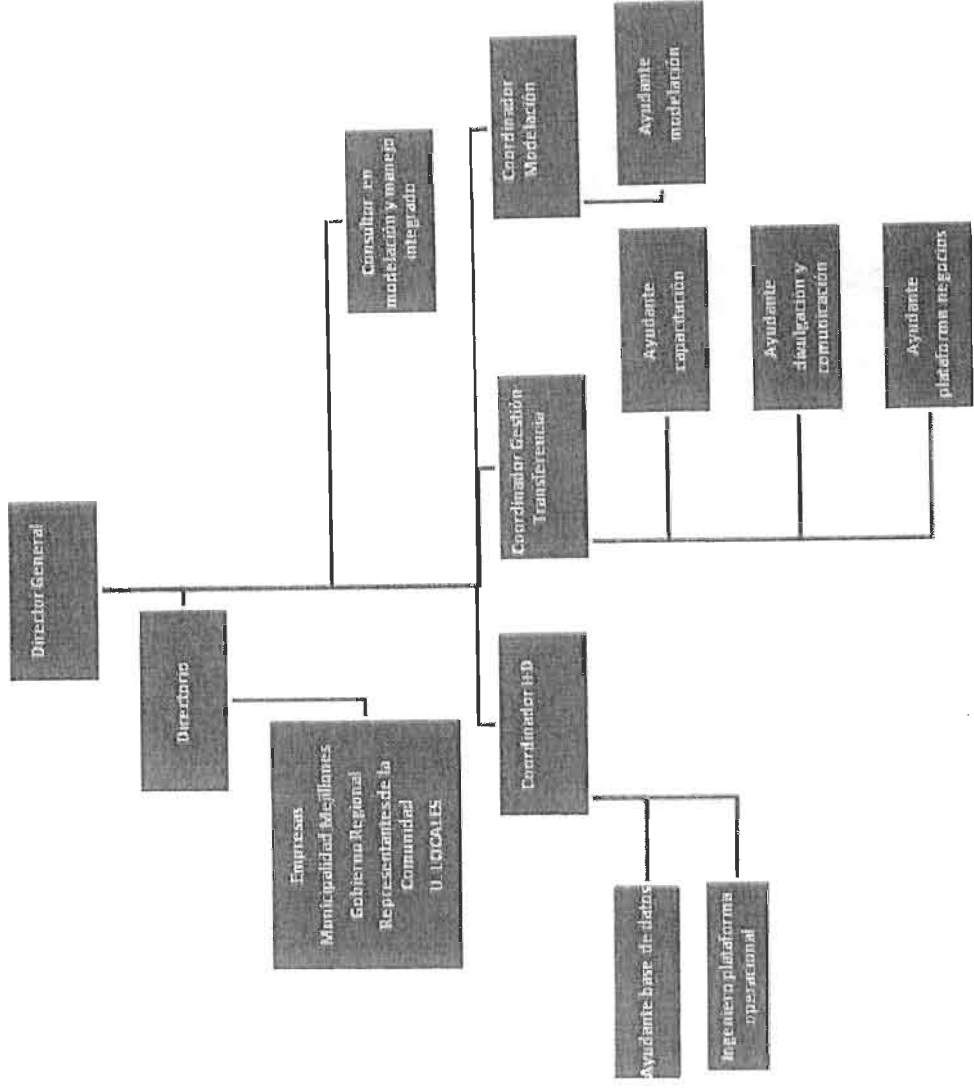 Director General
Directorio
Empresas
Municipalidad Mejillones
Gobierno Regional
Representantes de la
Comunidad
U. LOCALES
Consultor en
modelación y manejo
integrado
Coordinador I+D
Coordinador Gestión
Transferencia
Coordinador
Modelación
Ayudante base de datos
Ingeniero plataforma
operacional
Ayudante
capacitación
Ayudante
divulgación y
comunicación
Ayudante
plataforma negocios
Ayudante
modelación